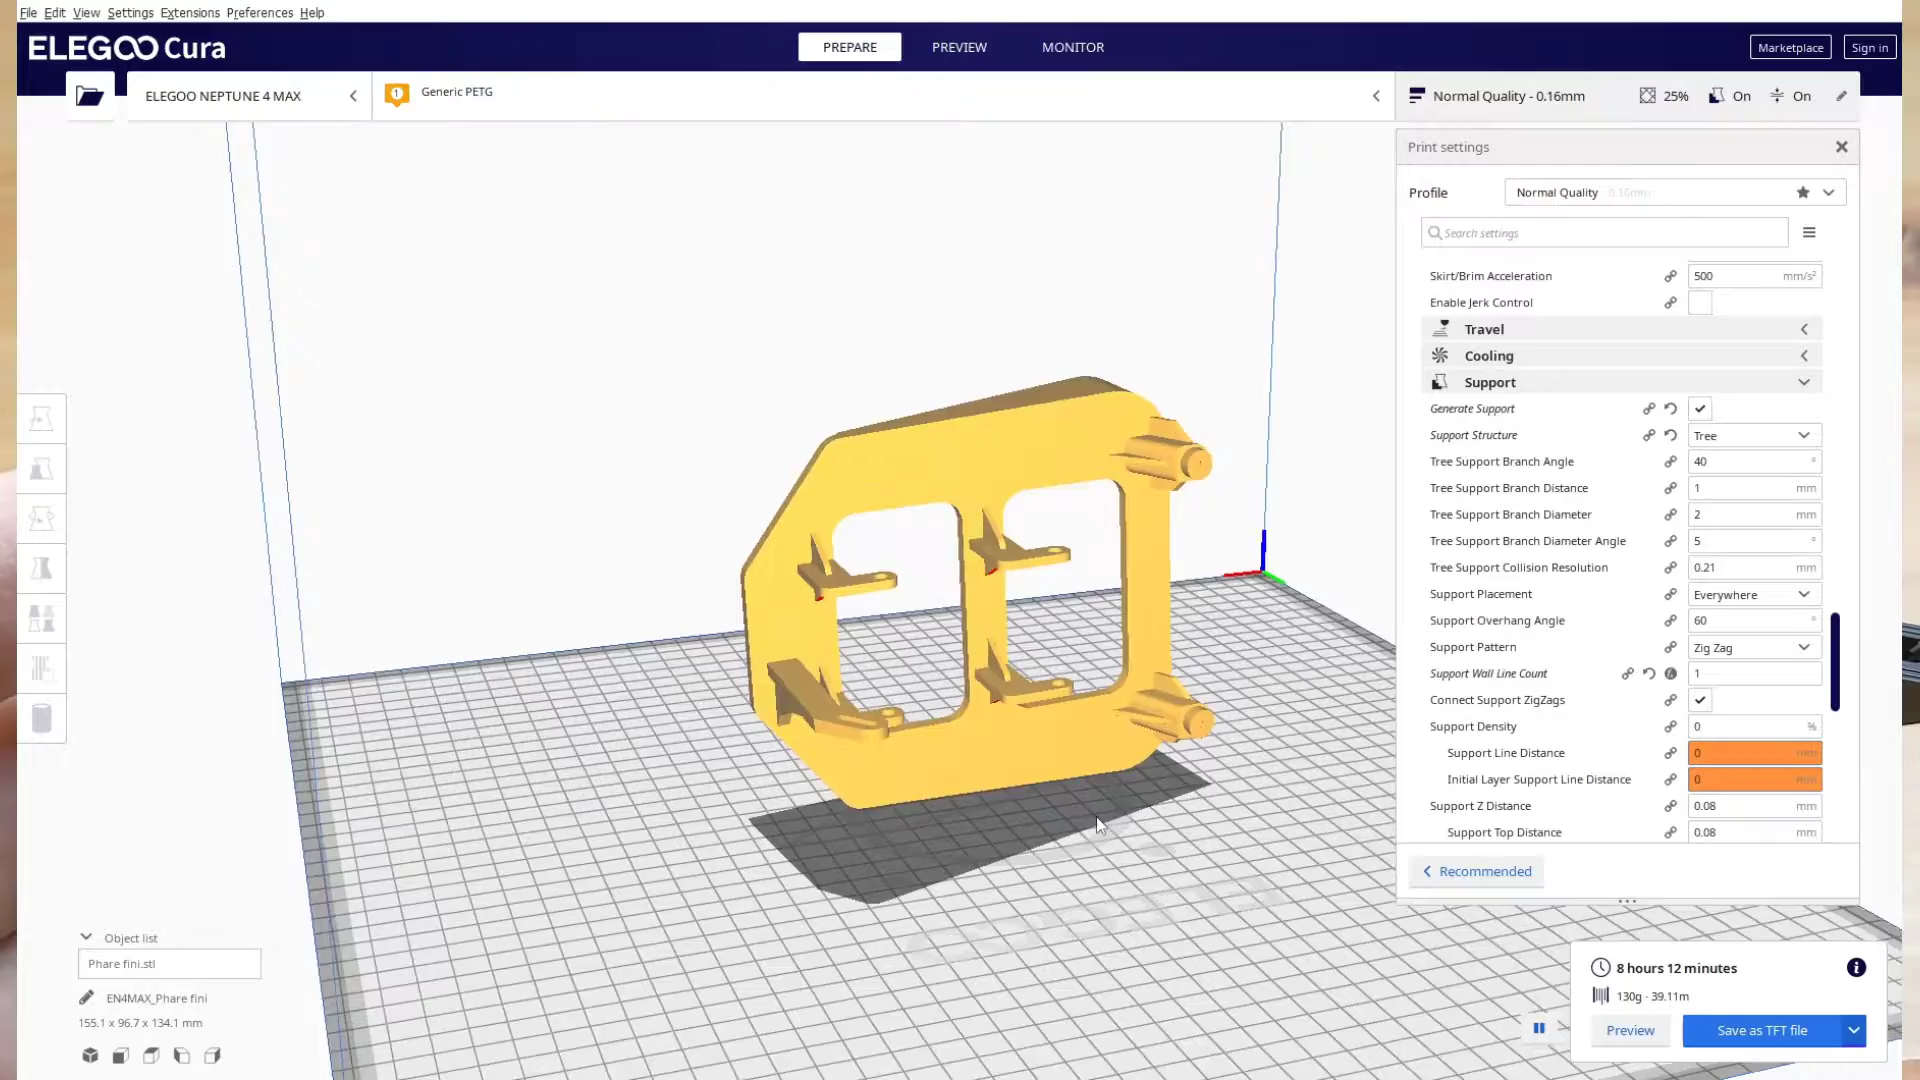 File Edit View Settings Extensions Preferences Help
ELEGOO Cura
PREPARE PREVIEW MONITOR
Marketplace Sign in
ELEGOO NEPTUNE 4 MAX
1 Generic PETG
Normal Quality - 0.16mm 25% On On
Print settings
Profile Normal Quality - 0.16mm
Search settings
Skirt/Brim Acceleration 500 mm/s²
Enable Jerk Control
Travel
Cooling
Support
Generate Support
Support Structure Tree
Tree Support Branch Angle 40 °
Tree Support Branch Distance 1 mm
Tree Support Branch Diameter 2 mm
Tree Support Branch Diameter Angle 5 °
Tree Support Collision Resolution 0.21 mm
Support Placement Everywhere
Support Overhang Angle 60 °
Support Pattern Zig Zag
Support Wall Line Count 1
Connect Support ZigZags
Support Density 0 %
Support Line Distance 0 mm
Initial Layer Support Line Distance 0 mm
Support Z Distance 0.08 mm
Support Top Distance 0.08 mm
Recommended
Object list
Phare fini.stl
EN4MAX_Phare fini
155.1 x 96.7 x 134.1 mm
8 hours 12 minutes
130g · 39.11m
Preview Save as TFT file